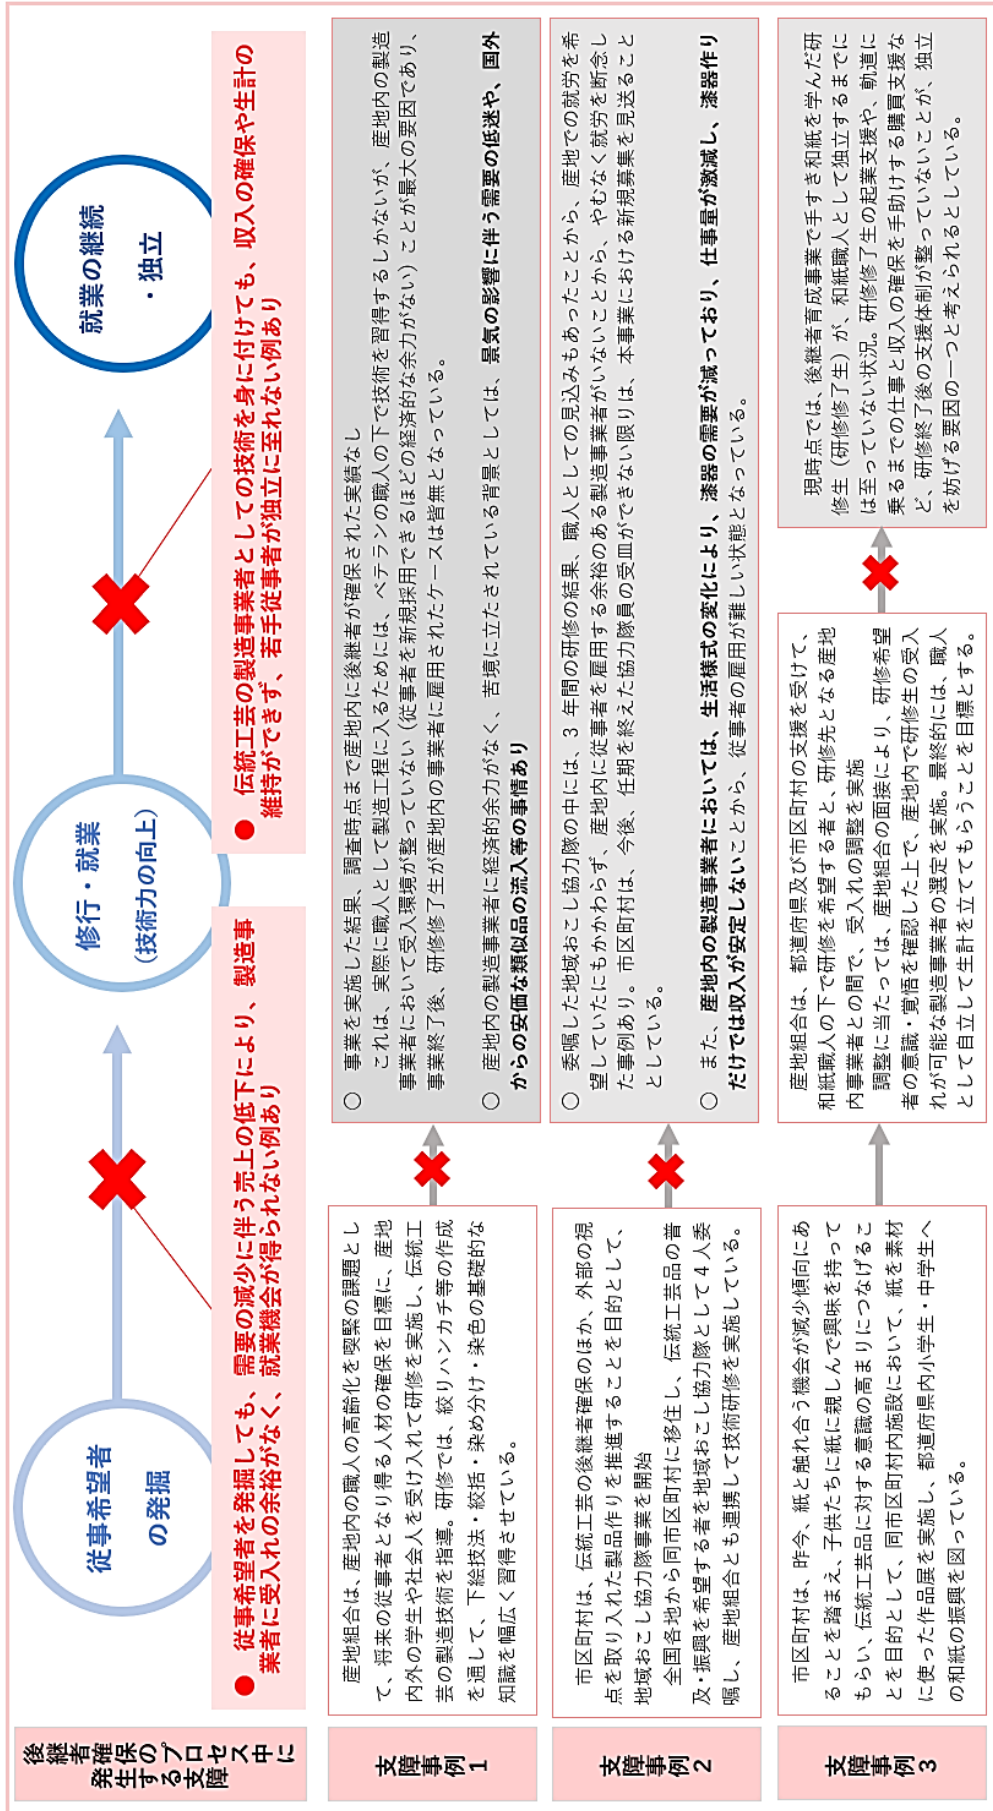 後継者確保のプロセス中に
発生する支障
従事希望者
の発掘
修行・就業
(技術力の向上)
就業の継続
・独立
● 従事希望者を発掘しても、需要の減少に伴う売上の低下により、製造事
業者に受入れの余裕がなく、就業機会が得られない例あり
● 伝統工芸の製造事業者としての技術を身に付けても、収入の確保や生計の
維持ができず、若手従事者が独立に至れない例あり
支障
事例
1
産地組合は、産地内の職人の高齢化を喫緊の課題とし
て、将来の従事者となり得る人材の確保を目標に、産地
内外の学生や社会人を受け入れて研修を実施し、伝統工
芸の製造技術を指導。研修では、絞りハンカチ等の作成
を通して、下絵技法・絞括・染め分け・染色の基礎的な
知識を幅広く習得させている。
○ 事業を実施した結果、調査時点まで産地内に後継者が確保された実績なし
これは、実際に職人として製造工程に入るためには、ベテランの職人の下で技術を習得するしかないが、産地内の製造
事業者において受入環境が整っていない（従事者を新規採用できるほどの経済的な余力がない）ことが最大の要因であり、
事業終了後、研修修了生が産地内の事業者に雇用されたケースは皆無となっている。
○ 産地内の製造事業者に経済的余力がなく、苦境に立たされている背景としては、景気の影響に伴う需要の低迷や、国外
からの安価な類似品の流入等の事情あり
支障
事例
2
市区町村は、伝統工芸の後継者確保のほか、外部の視
点を取り入れた製品作りを推進することを目的として、
地域おこし協力隊事業を開始
全国各地から同市区町村に移住し、伝統工芸品の普
及・振興を希望する者を地域おこし協力隊として４人委
嘱し、産地組合とも連携して技術研修を実施している。
○ 委嘱した地域おこし協力隊の中には、３年間の研修の結果、職人としての見込みもあったことから、産地での就労を希
望していたにもかかわらず、産地内に従事者を雇用する余裕のある製造事業者がいないことから、やむなく就労を断念し
た事例あり。市区町村は、今後、任期を終えた協力隊員の受皿ができない限りは、本事業における新規募集を見送ること
としている。
○ また、産地内の製造事業者においては、生活様式の変化により、漆器の需要が減っており、仕事量が激減し、漆器作り
だけでは収入が安定しないことから、従事者の雇用が難しい状態となっている。
支障
事例
3
市区町村は、昨今、紙と触れ合う機会が減少傾向にあ
ることを踏まえ、子供たちに紙に親しんで興味を持って
もらい、伝統工芸品に対する意識の高まりにつなげるこ
とを目的として、同市区町村内施設において、紙を素材
に使った作品展を実施し、都道府県内小学生・中学生へ
の和紙の振興を図っている。
産地組合は、都道府県及び市区町村の支援を受けて、
和紙職人の下で研修を希望する者と、研修先となる産地
内事業者との間で、受入れの調整を実施
調整に当たっては、産地組合の面接により、研修希望
者の意識・覚悟を確認した上で、産地内で研修生の受入
れが可能な製造事業者の選定を実施。最終的には、職人
として自立して生計を立ててもらうことを目標とする。
現時点では、後継者育成事業で手すき和紙を学んだ研
修生（研修修了生）が、和紙職人として独立するまでに
は至っていない状況。研修修了生の起業支援や、軌道に
乗るまでの仕事と収入の確保を手助けする購買支援な
ど、研修終了後の支援体制が整っていないことが、独立
を妨げる要因の一つと考えられるとしている。